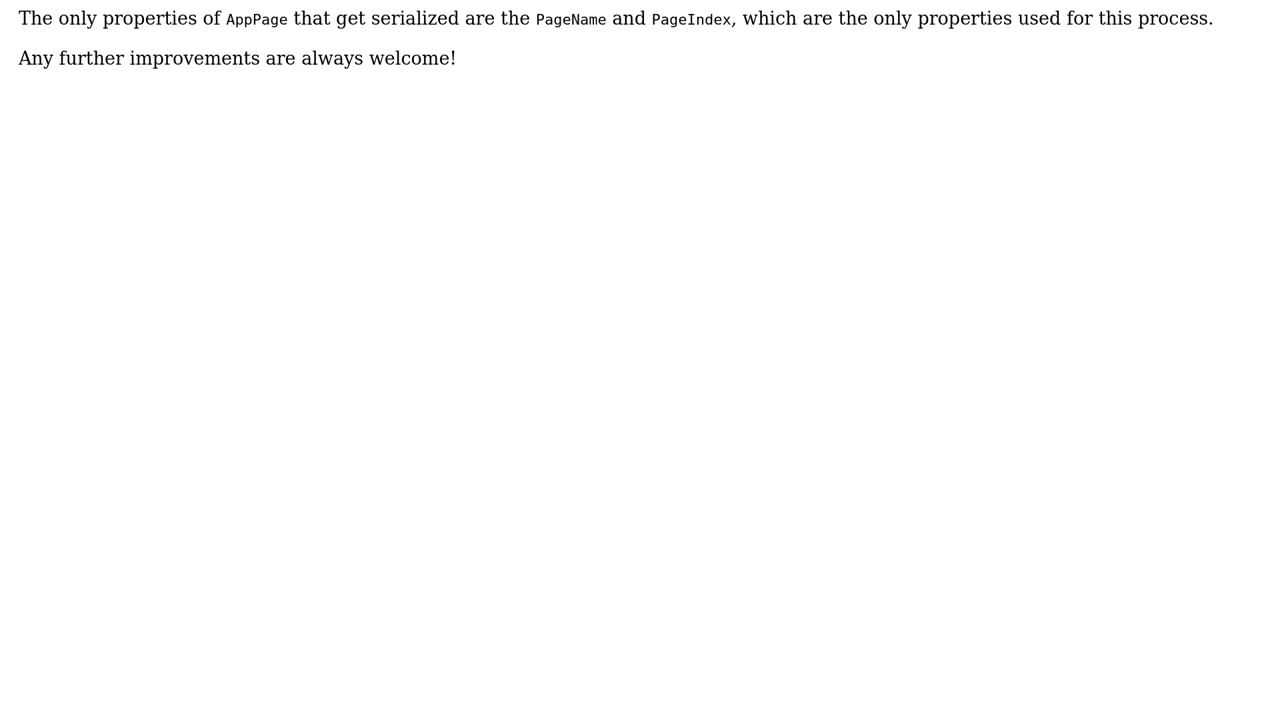 The only properties of AppPage that get serialized are the PageName and PageIndex, which are the only properties used for this process.
Any further improvements are always welcome!